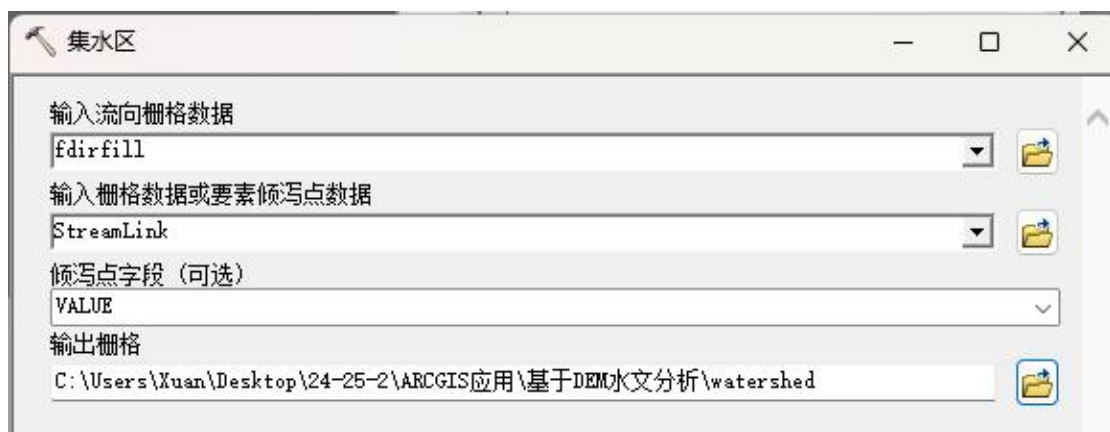 集水区
输入流向栅格数据
fdirfill
输入栅格数据或要素倾泻点数据
StreamLink
倾泻点字段（可选）
VALUE
输出栅格
C:\Users\Xuan\Desktop\24-25-2\ARCGIS应用\基于DEM水文分析\watershed